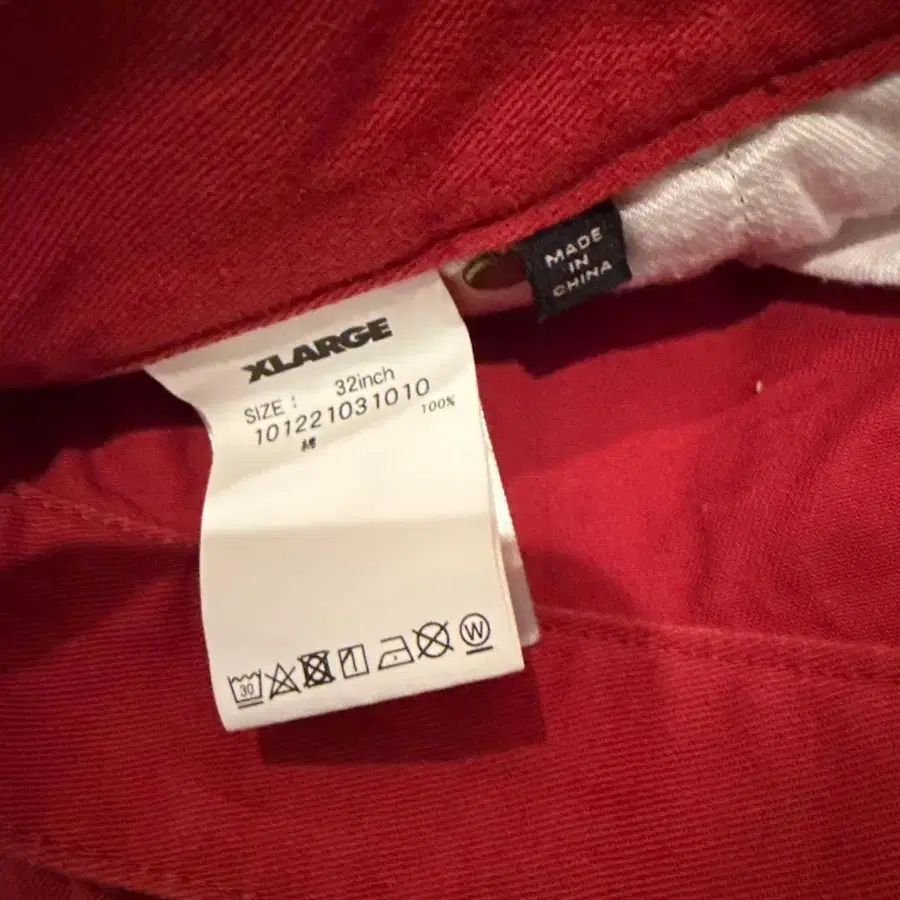 MADE
IN
CHINA
XLARGE
SIZE : 32inch
101221031010
綿 100%
30
W